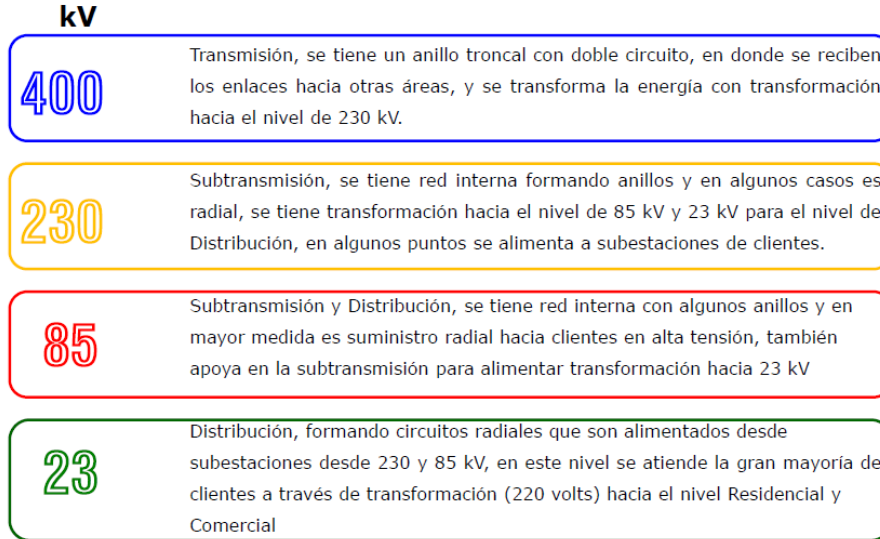 kV
400
Transmisión, se tiene un anillo troncal con doble circuito, en donde se reciben
los enlaces hacia otras áreas, y se transforma la energía con transformación
hacia el nivel de 230 kV.
230
Subtransmisión, se tiene red interna formando anillos y en algunos casos es
radial, se tiene transformación hacia el nivel de 85 kV y 23 kV para el nivel de
Distribución, en algunos puntos se alimenta a subestaciones de clientes.
85
Subtransmisión y Distribución, se tiene red interna con algunos anillos y en
mayor medida es suministro radial hacia clientes en alta tensión, también
apoya en la subtransmisión para alimentar transformación hacia 23 kV
23
Distribución, formando circuitos radiales que son alimentados desde
subestaciones desde 230 y 85 kV, en este nivel se atiende la gran mayoría de
clientes a través de transformación (220 volts) hacia el nivel Residencial y
Comercial